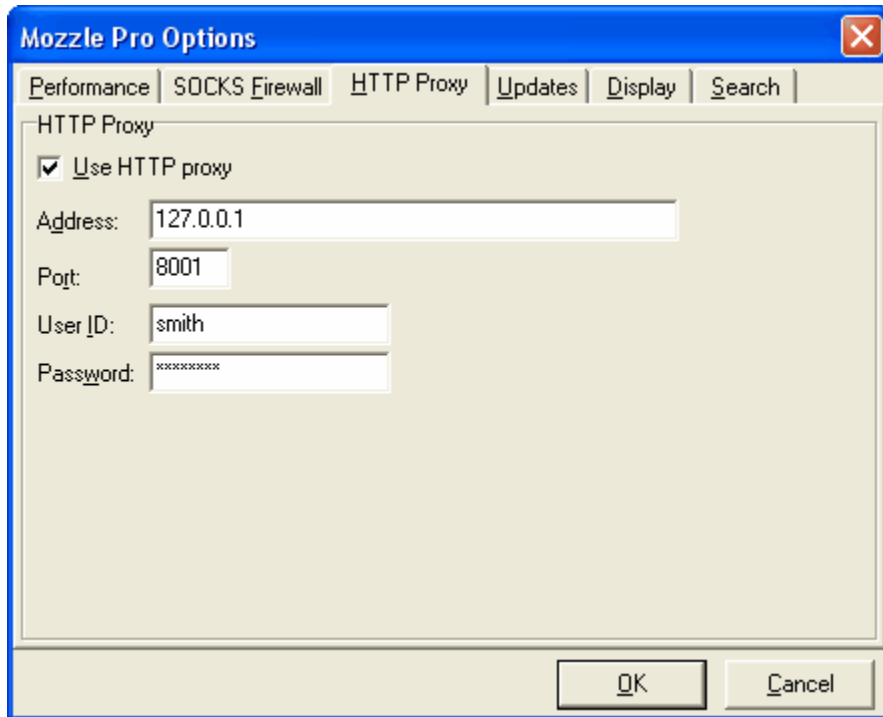 Mozzle Pro Options
Performance SOCKS Firewall HTTP Proxy Updates Display Search
HTTP Proxy
Use HTTP proxy
Address: 127.0.0.1
Port: 8001
User ID: smith
Password: ********
OK Cancel